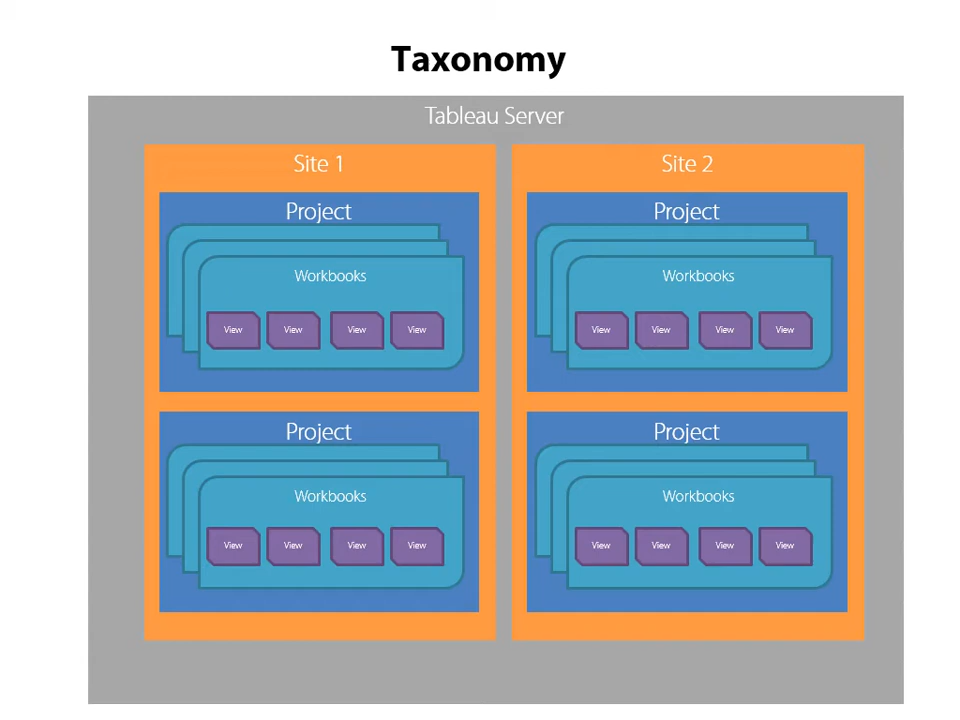 Taxonomy
Tableau Server
Site 1
Project
Workbooks
View View View View
Project
Workbooks
View View View View
Site 2
Project
Workbooks
View View View View
Project
Workbooks
View View View View